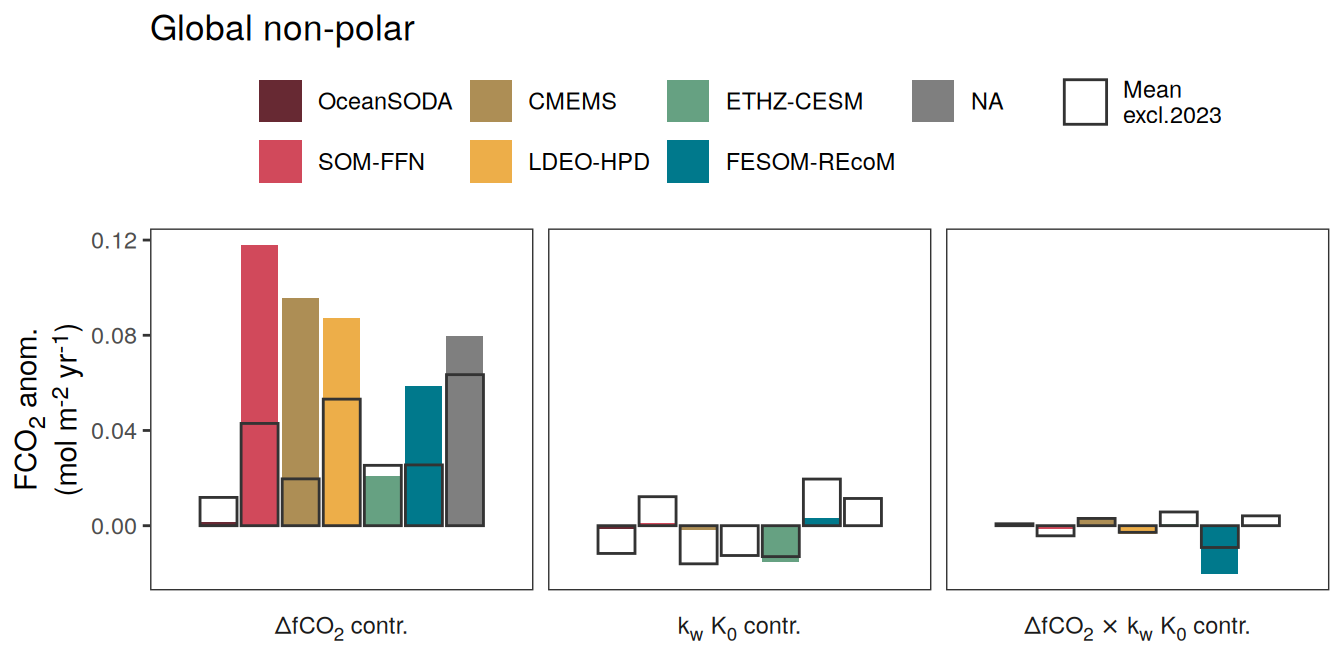 Global non-polar
OceanSODA
CMEMS
ETHZ-CESM
NA
Mean
excl.2023
SOM-FFN
LDEO-HPD
FESOM-REcoM
FCO₂ anom.
(mol m⁻² yr⁻¹)
0.12
0.08
0.04
0.00
ΔfCO₂ contr.
k_w K₀ contr.
ΔfCO₂ × k_w K₀ contr.